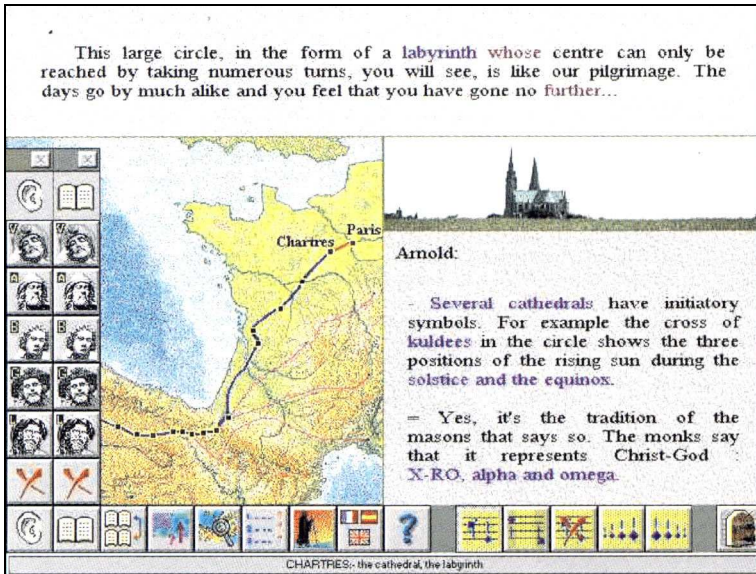 This large circle, in the form of a labyrinth whose centre can only be
reached by taking numerous turns, you will see, is like our pilgrimage. The
days go by much alike and you feel that you have gone no further...
Chartres
Paris
Arnold:
- Several cathedrals have initiatory
symbols. For example the cross of
kuldees in the circle shows the three
positions of the rising sun during the
solstice and the equinox.
= Yes, it's the tradition of the
masons that says so. The monks say
that it represents Christ-God :
X-RO, alpha and omega.
CHARTRES:- the cathedral, the labyrinth